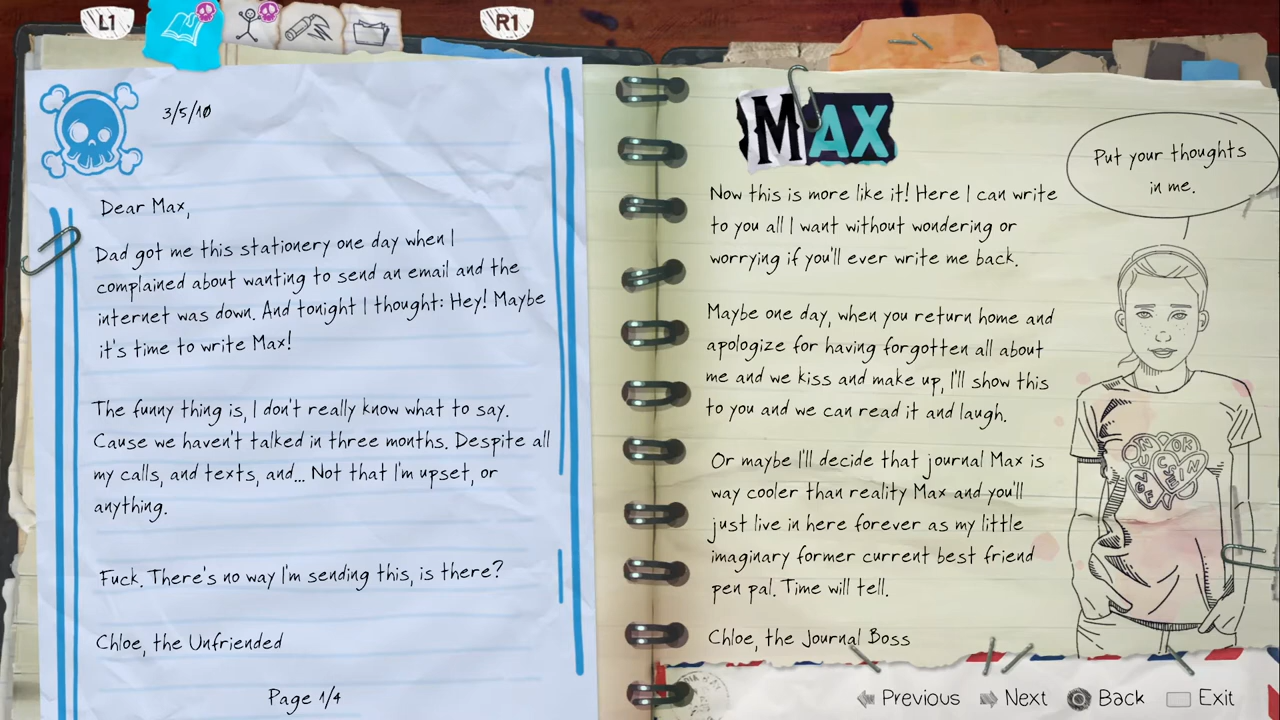 L1
R1
3/5/10
Dear Max,
Dad got me this stationery one day when I
complained about wanting to send an email and the
internet was down. And tonight I thought: Hey! Maybe
it's time to write Max!
The funny thing is, I don't really know what to say.
Cause we haven't talked in three months. Despite all
my calls, and texts, and... Not that I'm upset, or
anything.
Fuck. There's no way I'm sending this, is there?
Chloe, the Unfriended
Page 1/4
MAX
Now this is more like it! Here I can write
to you all I want without wondering or
worrying if you'll ever write me back.
Maybe one day, when you return home and
apologize for having forgotten all about
me and we kiss and make up, I'll show this
to you and we can read it and laugh.
Or maybe I'll decide that journal Max is
way cooler than reality Max and you'll
just live in here forever as my little
imaginary former current best friend
pen pal. Time will tell.
Chloe, the Journal Boss
Put your thoughts
in me.
Previous
Next
Back
Exit